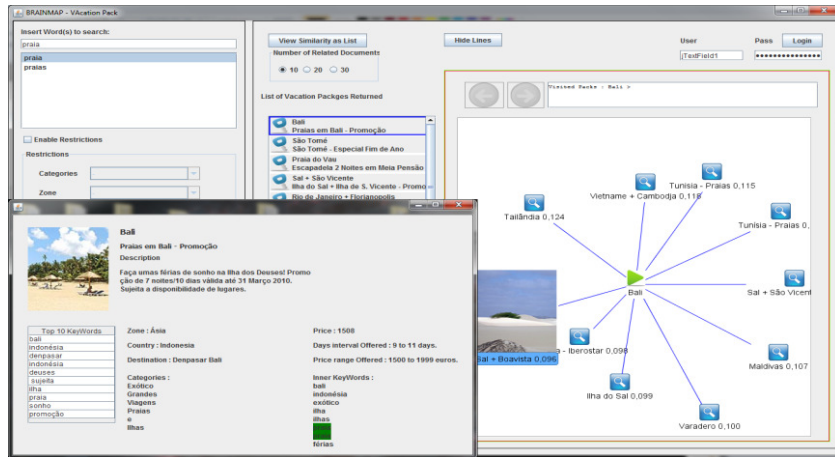 BRAINMAP - VAcation Pack
Insert Word(s) to search:
praia
praia
praias
Enable Restrictions
Restrictions
Categories
Zone
View Similarity as List
Number of Related Documents
10 20 30
List of Vacation Packges Returned
Bali
Praias em Bali - Promoção
São Tomé
São Tomé - Especial Fim de Ano
Praia do Vau
Escapadela 2 Noites em Meia Pensão
Sal + São Vicente
Ilha do Sal + Ilha de S. Vicente - Promo
Rio de Janeiro + Florianopolis
Hide Lines
User
Pass
Login
jTextField1
Visited Packs : Bali >
Tunisia - Praias 0,115
Vietname + Cambodja 0,118
Tailândia 0,124
Tunisia - Praias 0,
Bali
Sal + São Vicent
- Iberostar 0,098
Sal + Boavista 0,096
Maldivas 0,107
Ilha do Sal 0,099
Varadero 0,100
Bali
Praias em Bali - Promoção
Description
Faça umas férias de sonho na Ilha dos Deuses! Promo
ção de 7 noites/10 dias válida até 31 Março 2010.
Sujeita a disponibilidade de lugares.
Top 10 KeyWords
bali
indonésia
denpasar
indonésia
deuses
sujeita
ilha
praia
sonho
promoção
Zone : Ásia
Country : Indonesia
Destination : Denpasar Bali
Categories :
Exótico
Grandes
Viagens
Praias
e
Ilhas
Price : 1508
Days interval Offered : 9 to 11 days.
Price range Offered : 1500 to 1999 euros.
Inner KeyWords :
bali
indonésia
exótico
ilha
ilhas
férias